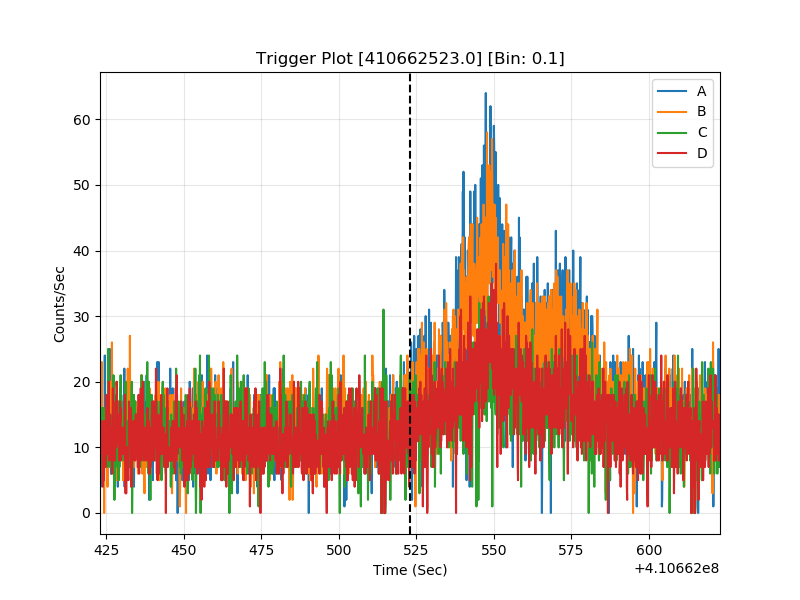 Trigger Plot [410662523.0] [Bin: 0.1]
A
B
C
D
60
50
40
30
20
10
0
Counts/Sec
425 450 475 500 525 550 575 600
Time (Sec)
+4.10662e8